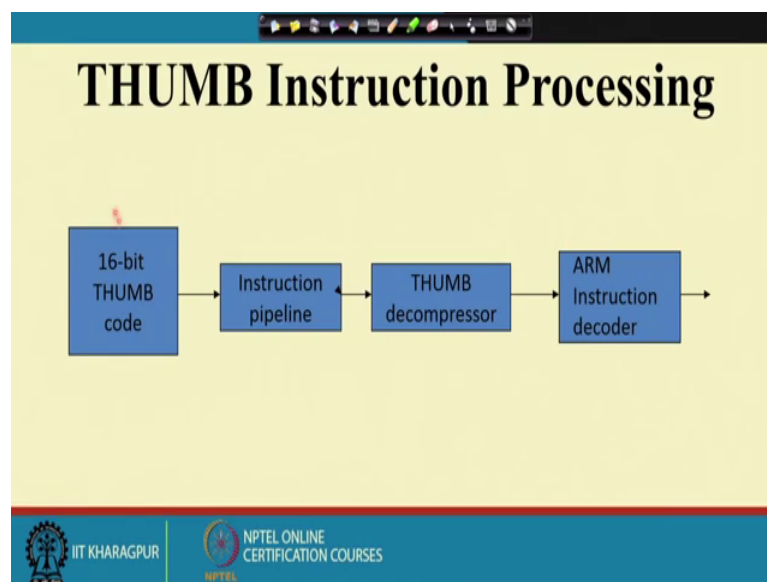 THUMB Instruction Processing
16-bit
THUMB
code
Instruction
pipeline
THUMB
decompressor
ARM
Instruction
decoder
IIT KHARAGPUR
NPTEL
NPTEL ONLINE
CERTIFICATION COURSES